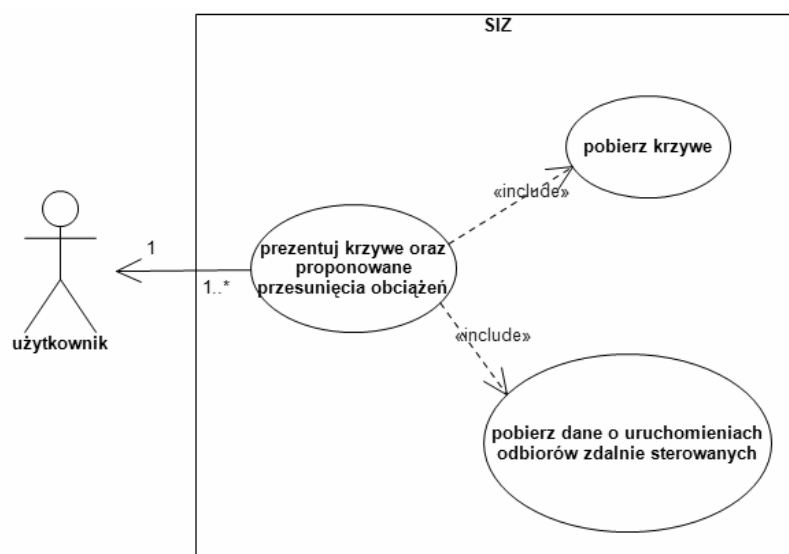 SIZ
pobierz krzywe
«include»
prezentuj krzywe oraz
proponowane
przesunięcia obciążeń
1
1..*
użytkownik
«include»
pobierz dane o uruchomieniach
odbiorów zdalnie sterowanych